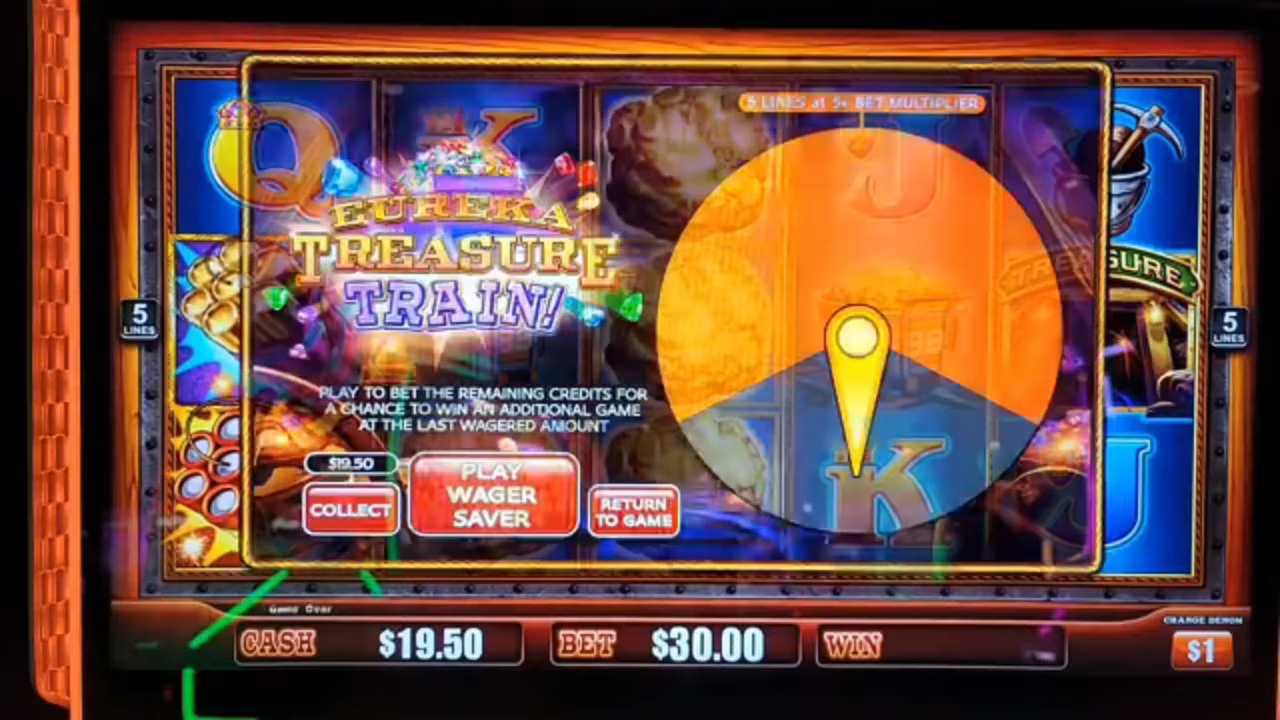 5 LINES at 5x BET MULTIPLIER
Q
K
J
EUREKA
TREASURE
TRAIN!
TREASURE
5
LINES
5
LINES
PLAY TO BET THE REMAINING CREDITS FOR
A CHANCE TO WIN AN ADDITIONAL GAME
AT THE LAST WAGERED AMOUNT
$19.50
COLLECT
PLAY
WAGER
SAVER
RETURN
TO GAME
K
J
Game Over
CASH $19.50
BET $30.00
WIN
CHANGE DENOM
$1